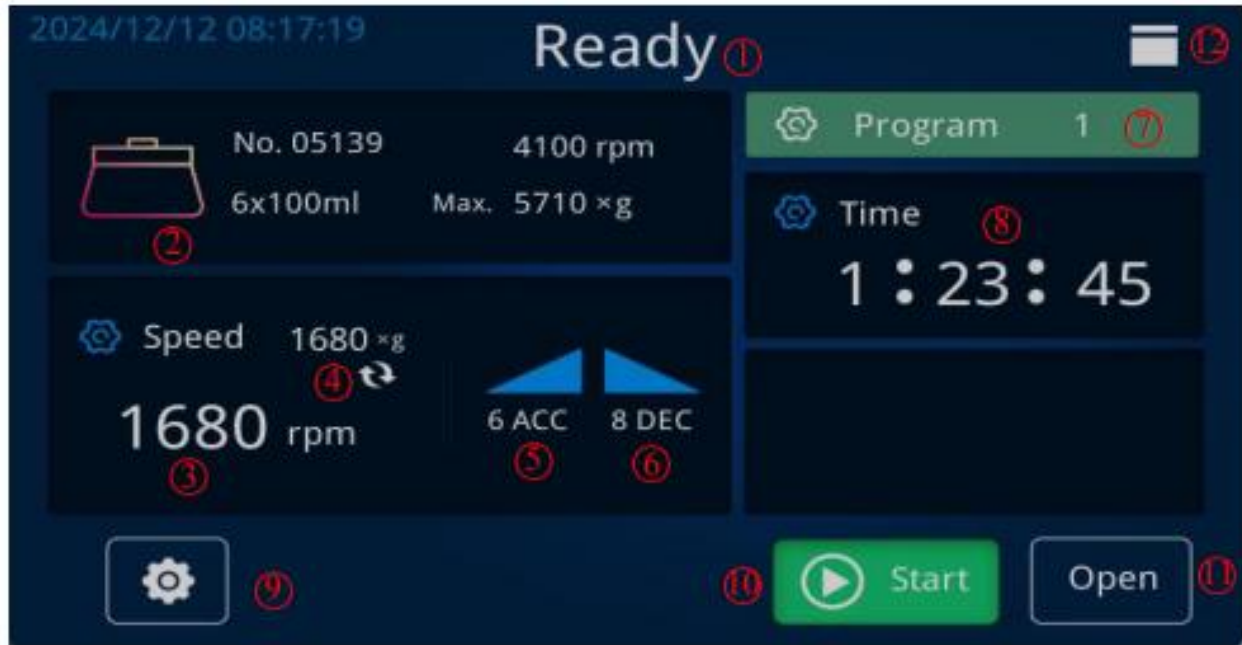 2024/12/12 08:17:19
Ready ①
⑫
No. 05139 4100 rpm
6x100ml Max. 5710 ×g
②
Program 1 ⑦
Time ⑧
1 : 23 : 45
Speed 1680 ×g
④
1680 rpm
③
6 ACC 8 DEC
⑤ ⑥
⑨
⑩ Start
Open ⑪